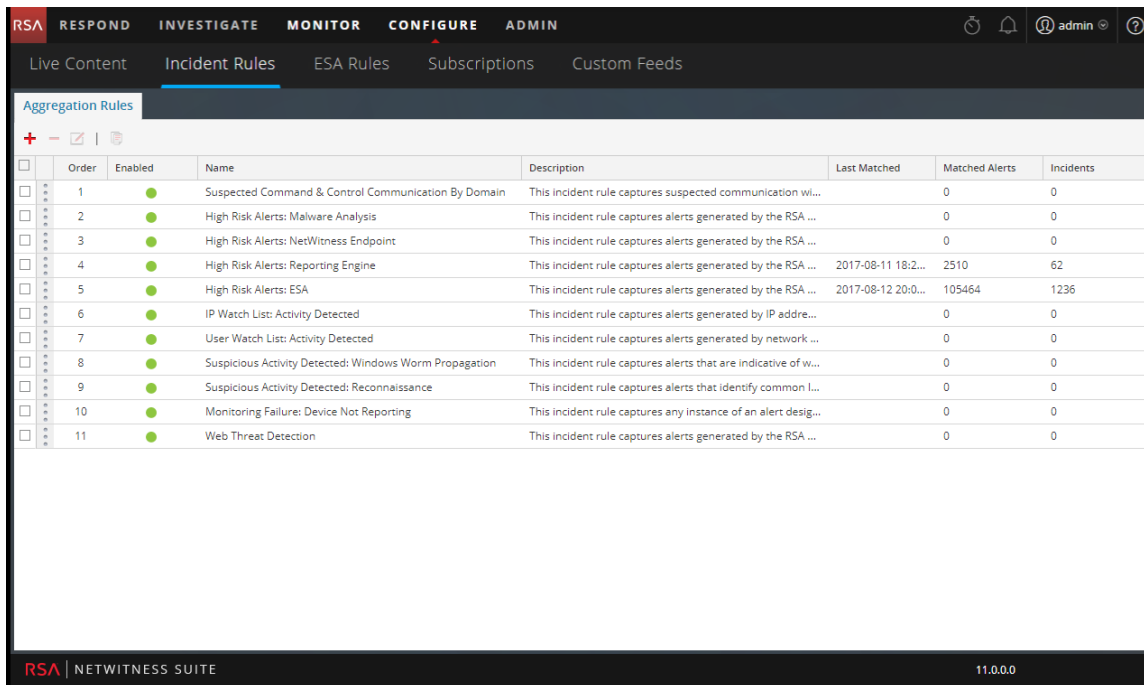 RSA RESPOND INVESTIGATE MONITOR CONFIGURE ADMIN admin ?
Live Content Incident Rules ESA Rules Subscriptions Custom Feeds
Aggregation Rules
Order Enabled Name Description Last Matched Matched Alerts Incidents
1 Suspected Command & Control Communication By Domain This incident rule captures suspected communication wi... 0 0
2 High Risk Alerts: Malware Analysis This incident rule captures alerts generated by the RSA ... 0 0
3 High Risk Alerts: NetWitness Endpoint This incident rule captures alerts generated by the RSA ... 0 0
4 High Risk Alerts: Reporting Engine This incident rule captures alerts generated by the RSA ... 2017-08-11 18:2... 2510 62
5 High Risk Alerts: ESA This incident rule captures alerts generated by the RSA ... 2017-08-12 20:0... 105464 1236
6 IP Watch List: Activity Detected This incident rule captures alerts generated by IP addre... 0 0
7 User Watch List: Activity Detected This incident rule captures alerts generated by network ... 0 0
8 Suspicious Activity Detected: Windows Worm Propagation This incident rule captures alerts that are indicative of w... 0 0
9 Suspicious Activity Detected: Reconnaissance This incident rule captures alerts that identify common I... 0 0
10 Monitoring Failure: Device Not Reporting This incident rule captures any instance of an alert desig... 0 0
11 Web Threat Detection This incident rule captures alerts generated by the RSA ... 0 0
RSA NETWITNESS SUITE 11.0.0.0